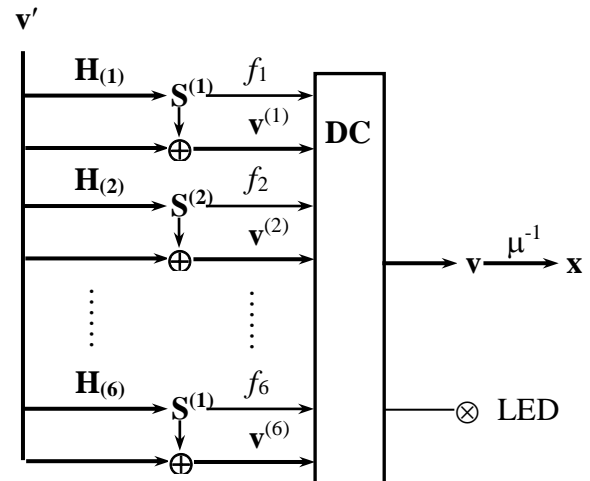 v′
H(1) S(1) f1
v(1)
DC
H(2) S(2) f2
v(2)
v μ-1 x
H(6) S(1) f6
LED
v(6)